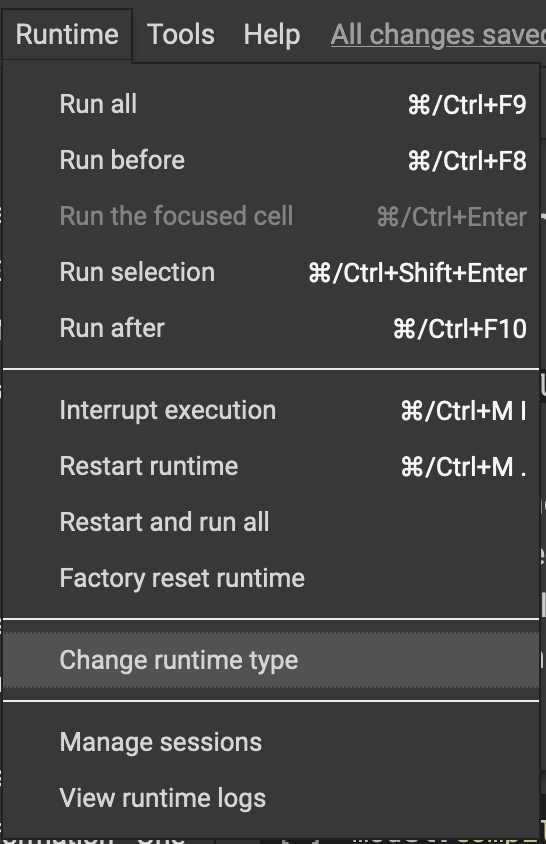 Runtime Tools Help All changes saved
Run all ⌘/Ctrl+F9
Run before ⌘/Ctrl+F8
Run the focused cell ⌘/Ctrl+Enter
Run selection ⌘/Ctrl+Shift+Enter
Run after ⌘/Ctrl+F10
Interrupt execution ⌘/Ctrl+M I
Restart runtime ⌘/Ctrl+M .
Restart and run all
Factory reset runtime
Change runtime type
Manage sessions
View runtime logs